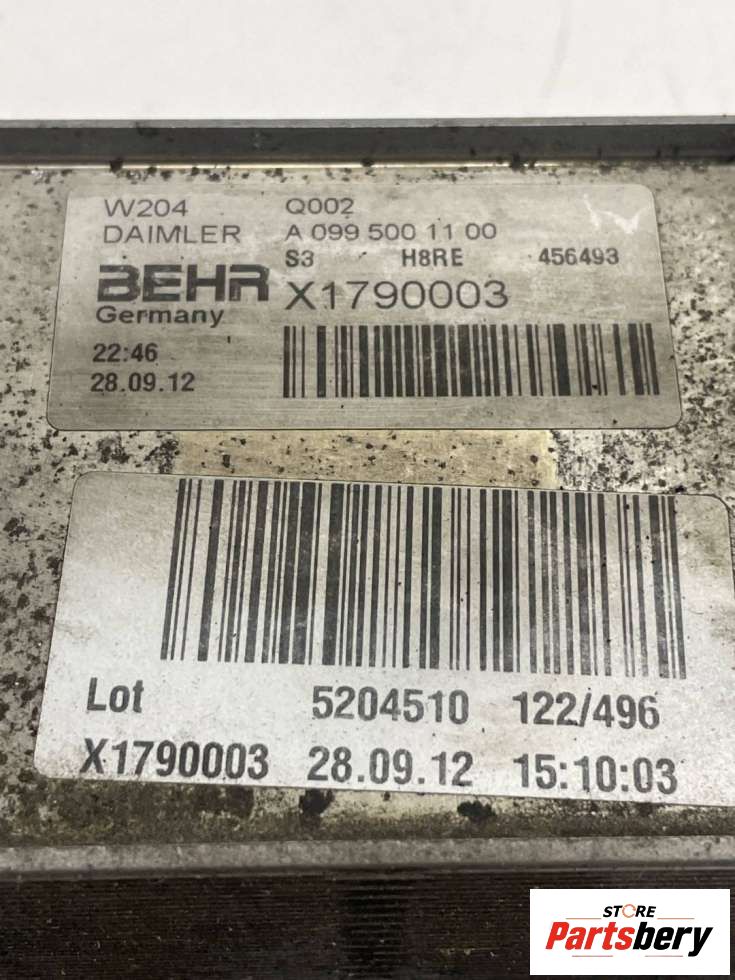 W204 Q002
DAIMLER A 099 500 11 00
S3 H8RE 456493
BEHR X1790003
Germany
22:46
28.09.12
Lot 5204510 122/496
X1790003 28.09.12 15:10:03
STORE
Partsbery